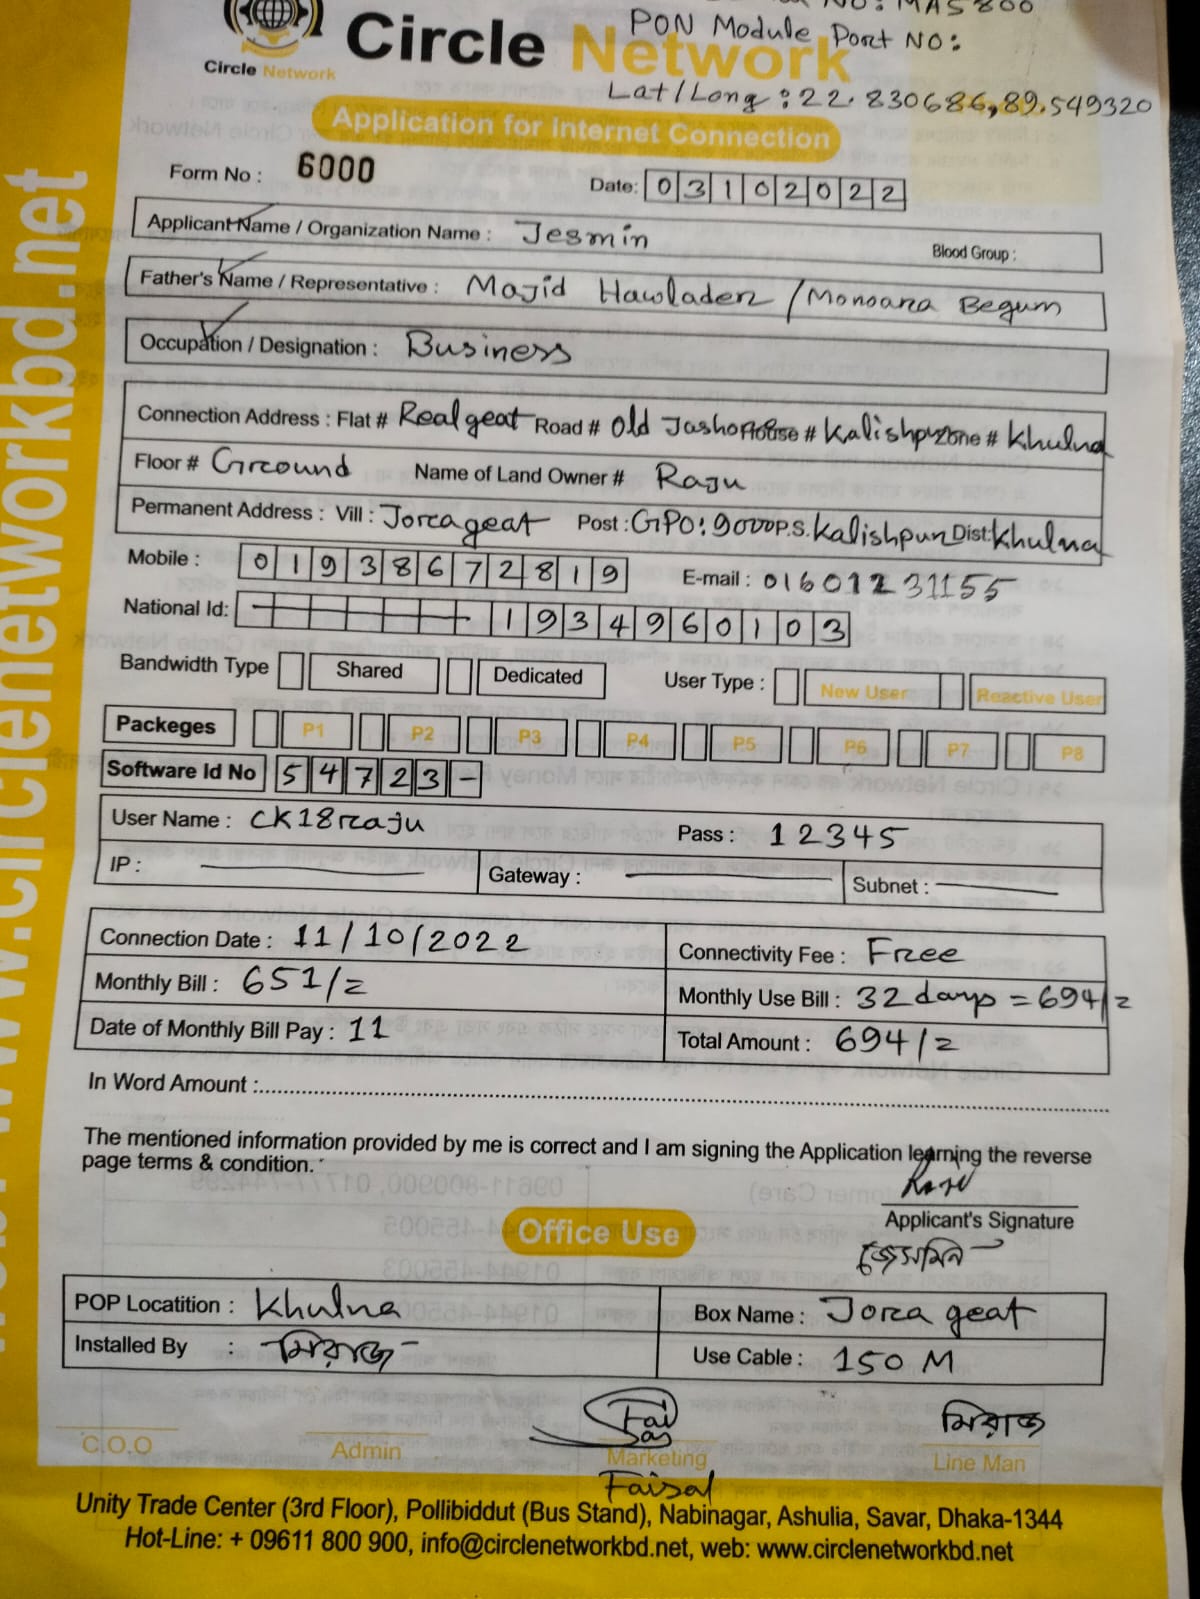 NO: MAS800
PON Module Port NO:
Circle Network
Circle Network
Lat/Long: 22.830686,89.549320
Application for Internet Connection
Form No : 6000
Date: 03102022
Applicant Name / Organization Name : Jesmin Blood Group :
Father's Name / Representative : Majid Hawlader / Monoara Begum
Occupation / Designation : Business
Connection Address : Flat # Realgeat Road # Old Jashor House # Kalishpur Zone # Khulna
Floor # Ground Name of Land Owner # Raju
Permanent Address : Vill : Jorageat Post : GPO: 9000 P.S. Kalishpur Dist: Khulna
Mobile : 01938672819 E-mail : 01601231155
National Id: 1934960103
Bandwidth Type Shared Dedicated User Type : New User Reactive User
Packeges P1 P2 P3 P4 P5 P6 P7 P8
Software Id No 54723-
User Name : CK18raju Pass : 12345
IP : Gateway : Subnet :
Connection Date : 11/10/2022 Connectivity Fee : Free
Monthly Bill : 651/= Monthly Use Bill : 32 days = 694/=
Date of Monthly Bill Pay : 11 Total Amount : 694/=
In Word Amount :
The mentioned information provided by me is correct and I am signing the Application learning the reverse
page terms & condition.
Applicant's Signature
জেসমিন
Office Use
POP Locatition : Khulna Box Name : Jora geat
Installed By : মিরাজ Use Cable : 150 M
Faisal মিরাজ
C.O.O Admin Marketing Line Man
Faisal
Unity Trade Center (3rd Floor), Pollibiddut (Bus Stand), Nabinagar, Ashulia, Savar, Dhaka-1344
Hot-Line: + 09611 800 900, info@circlenetworkbd.net, web: www.circlenetworkbd.net
www.circlenetworkbd.net